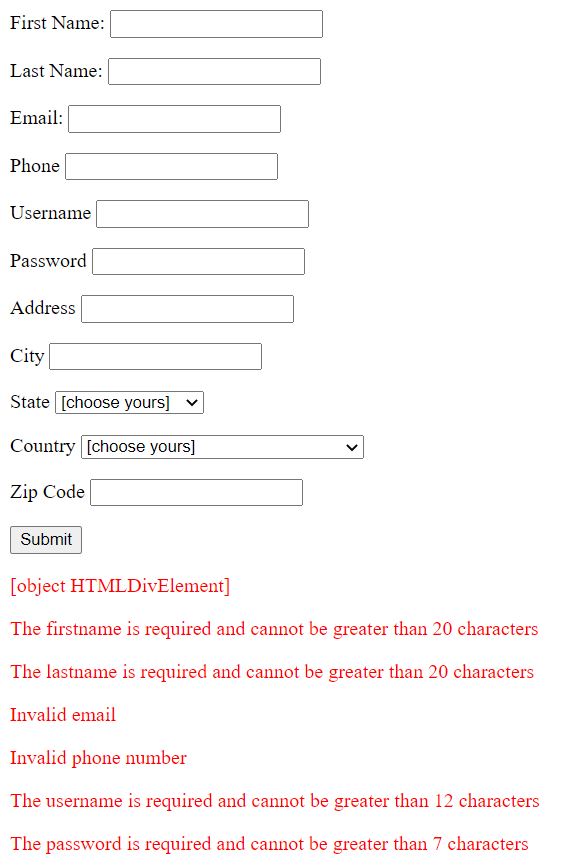 First Name:
Last Name:
Email:
Phone
Username
Password
Address
City
State [choose yours]
Country [choose yours]
Zip Code
Submit
[object HTMLDivElement]
The firstname is required and cannot be greater than 20 characters
The lastname is required and cannot be greater than 20 characters
Invalid email
Invalid phone number
The username is required and cannot be greater than 12 characters
The password is required and cannot be greater than 7 characters